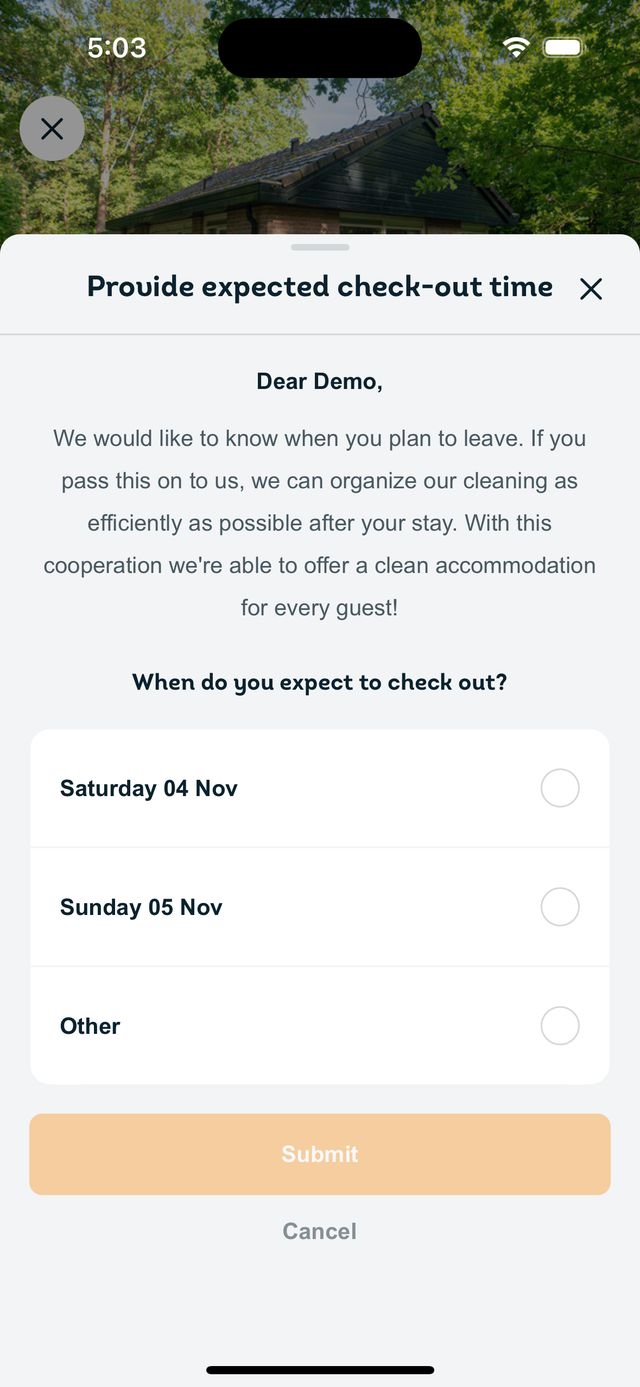 5:03
Provide expected check-out time
Dear Demo,
We would like to know when you plan to leave. If you
pass this on to us, we can organize our cleaning as
efficiently as possible after your stay. With this
cooperation we're able to offer a clean accommodation
for every guest!
When do you expect to check out?
Saturday 04 Nov
Sunday 05 Nov
Other
Submit
Cancel